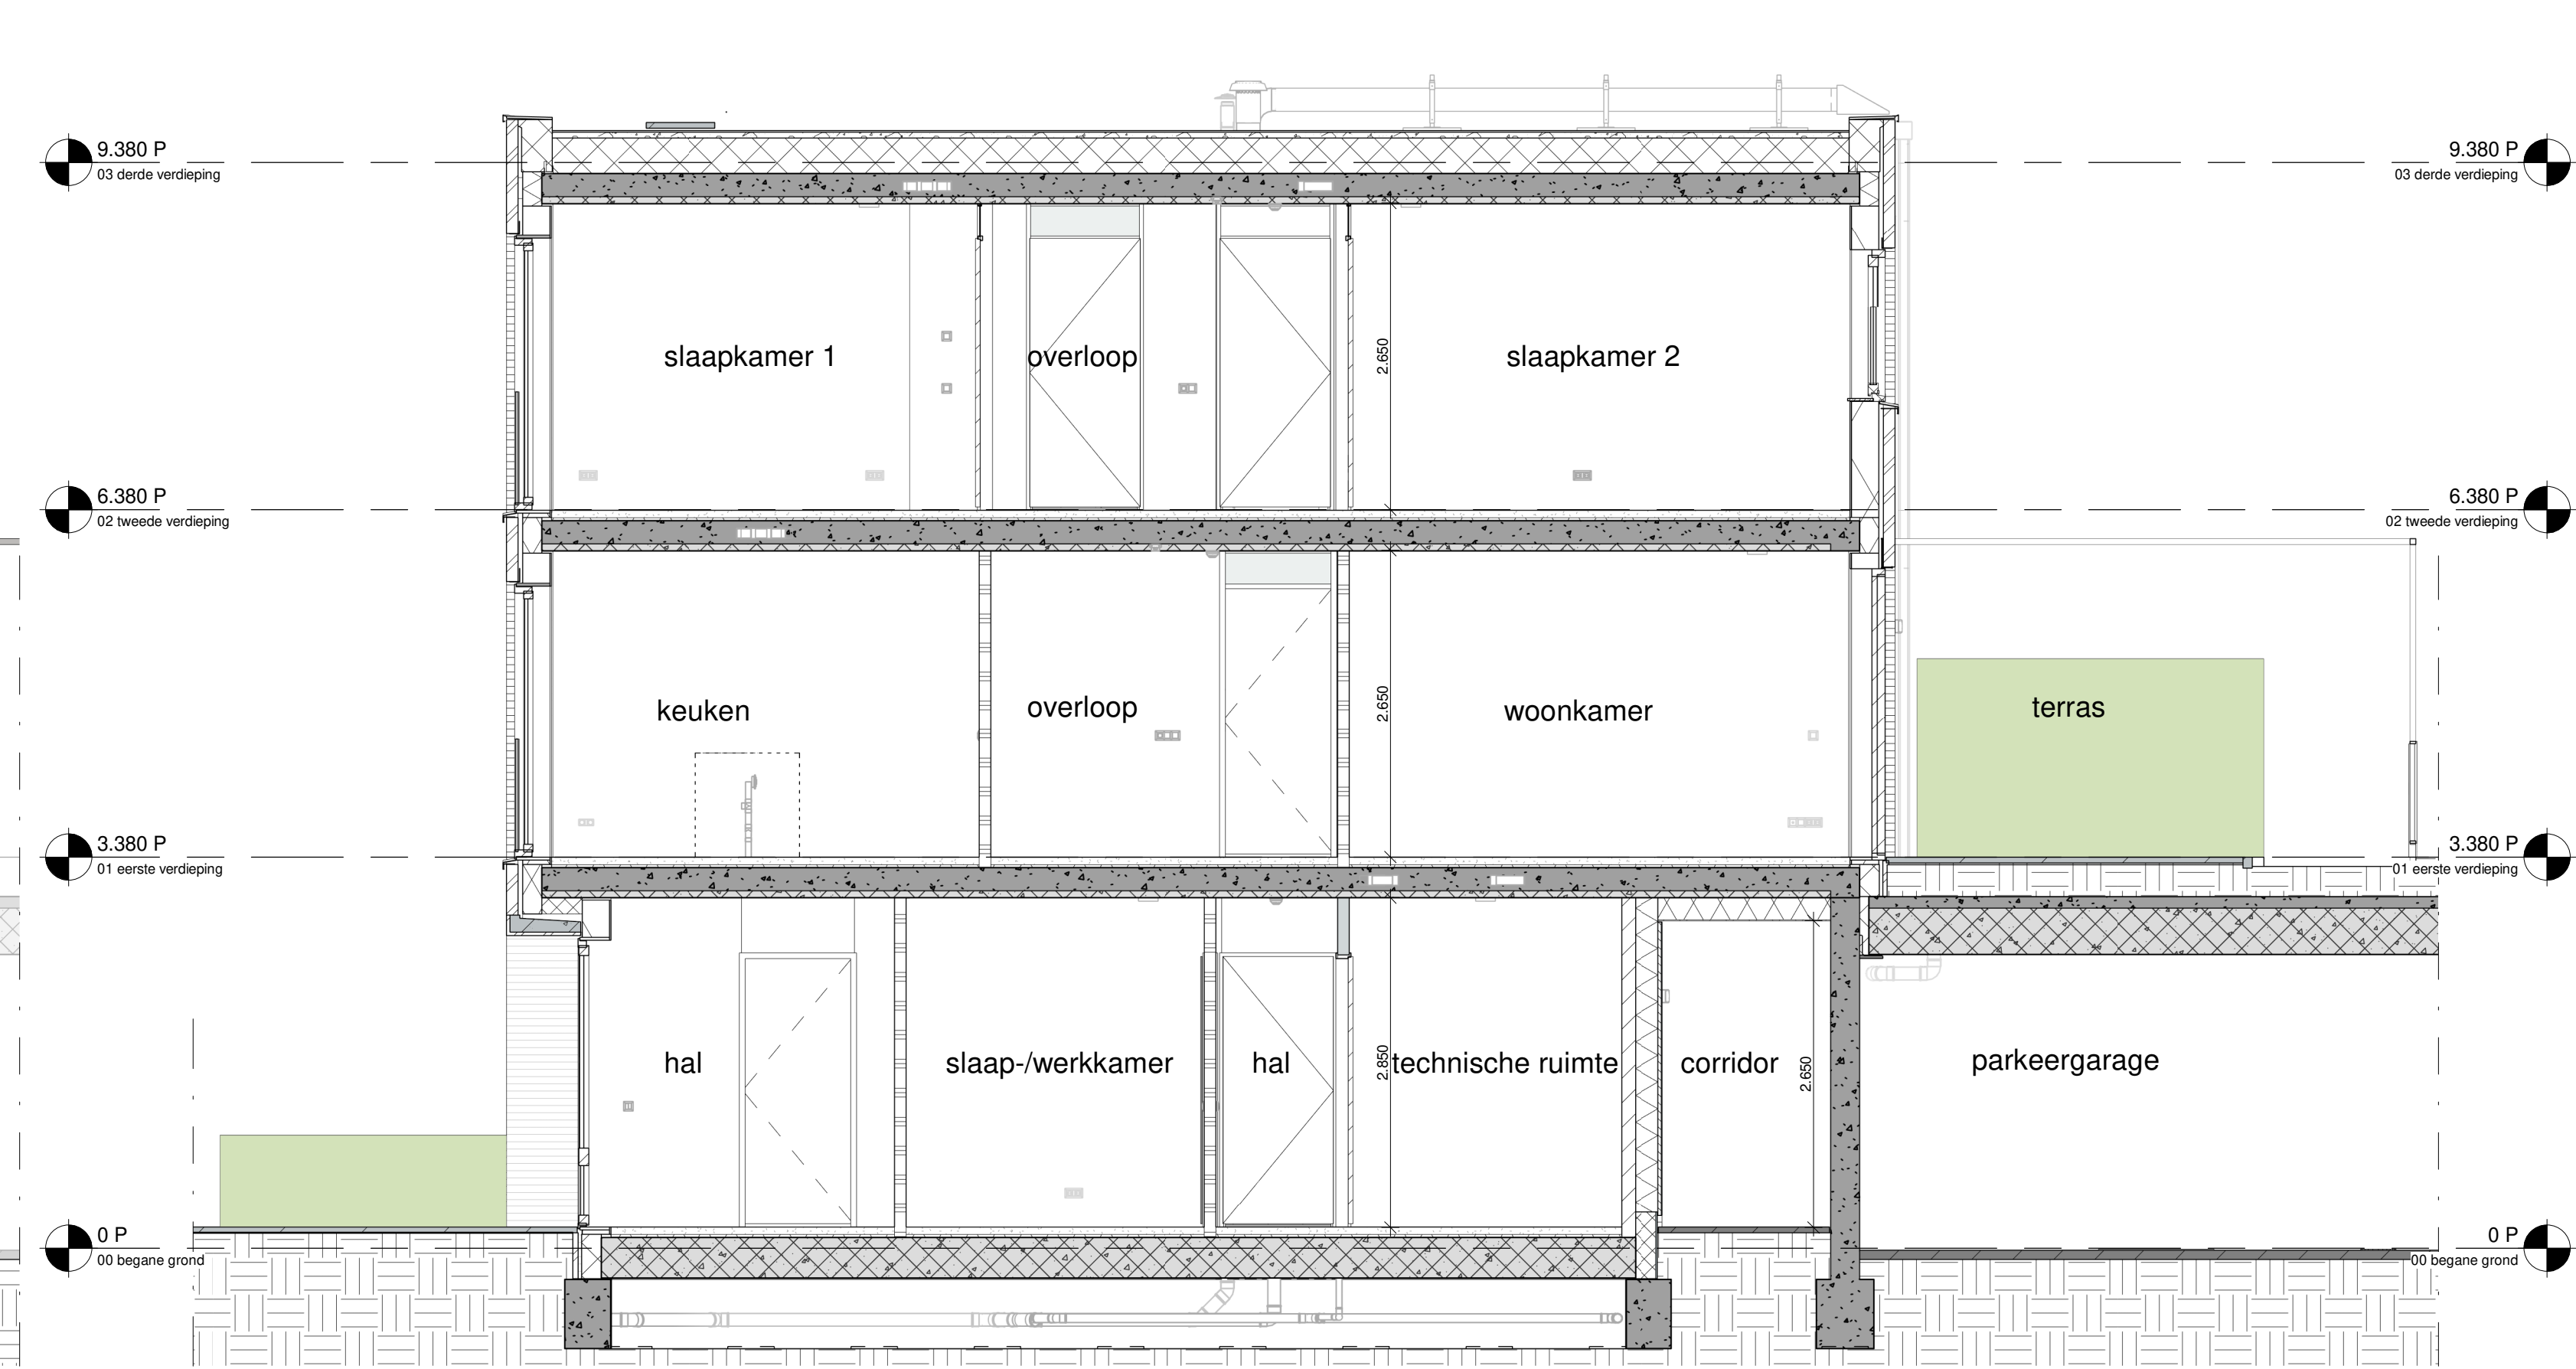 9.380 P
03 derde verdieping
9.380 P
03 derde verdieping
slaapkamer 1
overloop
2.650
slaapkamer 2
6.380 P
02 tweede verdieping
6.380 P
02 tweede verdieping
keuken
overloop
2.650
woonkamer
terras
3.380 P
01 eerste verdieping
3.380 P
01 eerste verdieping
hal
slaap-/werkkamer
hal
2.850
technische ruimte
corridor
2.650
parkeergarage
0 P
00 begane grond
0 P
00 begane grond